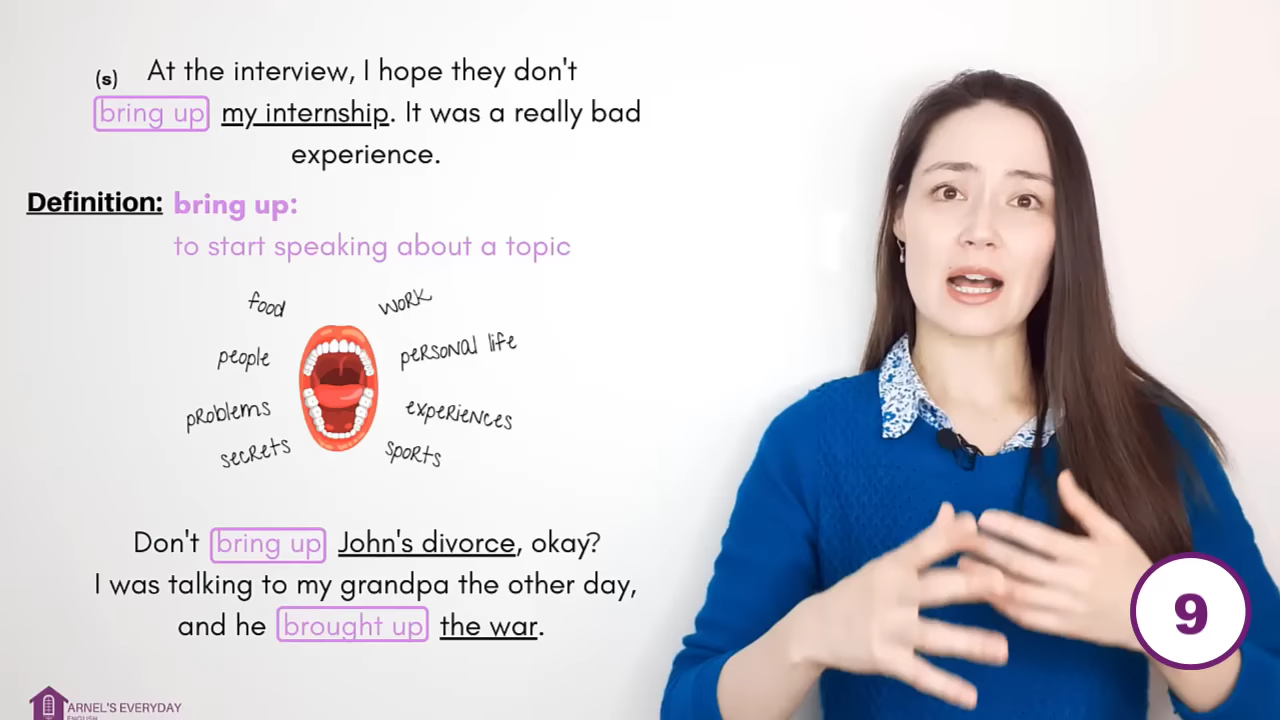 (s) At the interview, I hope they don't
bring up my internship. It was a really bad
experience.
Definition: bring up:
to start speaking about a topic
food
work
people
personal life
problems
experiences
secrets
sports
Don't bring up John's divorce, okay?
I was talking to my grandpa the other day,
and he brought up the war.
9
ARNEL'S EVERYDAY
ENGLISH